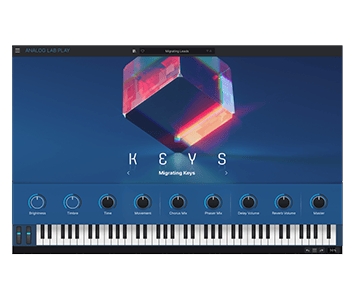 ANALOG LAB PLAY
Migrating Leads
KEYS
< Migrating Keys >
Brightness Timbre Time Movement Chorus Mix Phaser Mix Delay Volume Reverb Volume Master